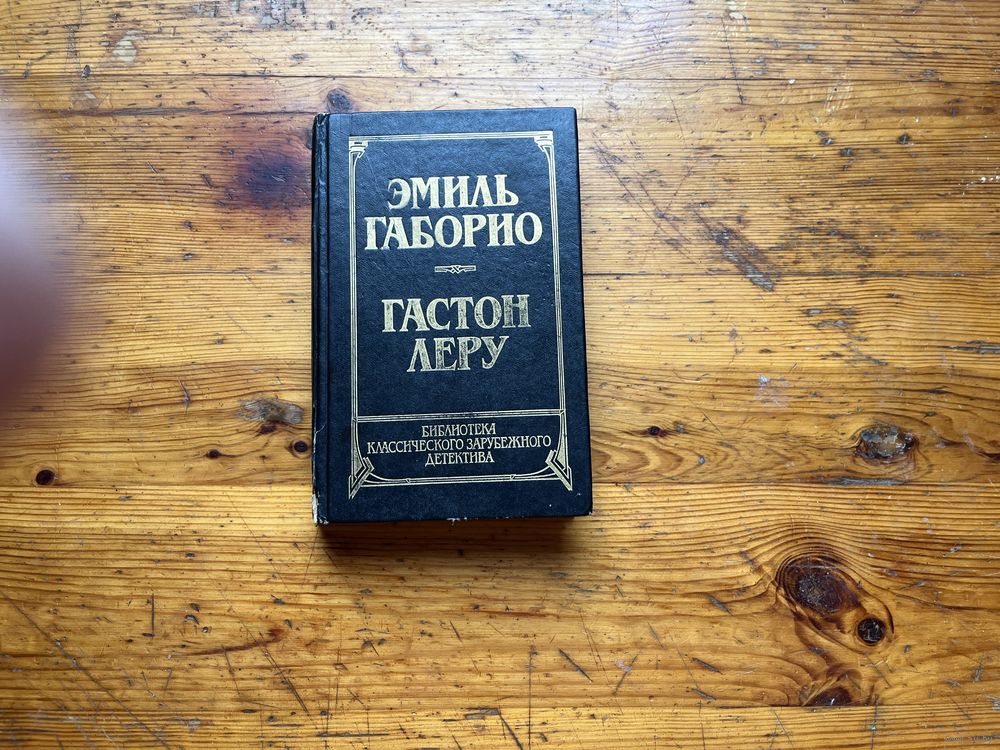 ЭМИЛЬ
ГАБОРИО
ГАСТОН
ЛЕРУ
БИБЛИОТЕКА
КЛАССИЧЕСКОГО ЗАРУБЕЖНОГО
ДЕТЕКТИВА